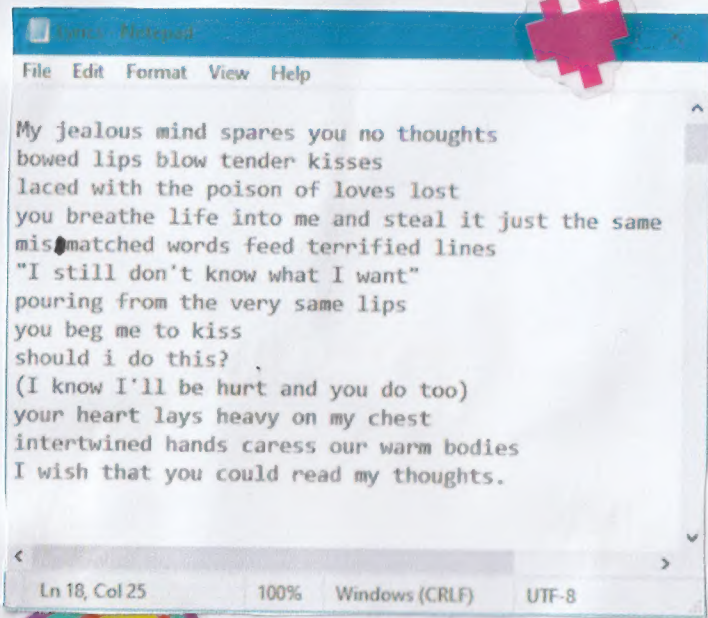 Notepad
File Edit Format View Help
My jealous mind spares you no thoughts
bowed lips blow tender kisses
laced with the poison of loves lost
you breathe life into me and steal it just the same
mismatched words feed terrified lines
"I still don't know what I want"
pouring from the very same lips
you beg me to kiss
should i do this?
(I know I'll be hurt and you do too)
your heart lays heavy on my chest
intertwined hands caress our warm bodies
I wish that you could read my thoughts.
Ln 18, Col 25 100% Windows (CRLF) UTF-8